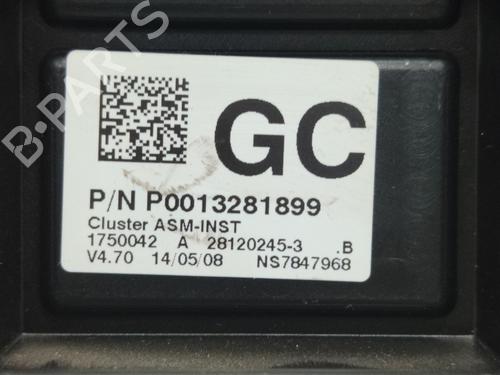 B-PARTS
GC
P/N P0013281899
Cluster ASM-INST
1750042 A 28120245-3 .B
V4.70 14/05/08 NS7847968